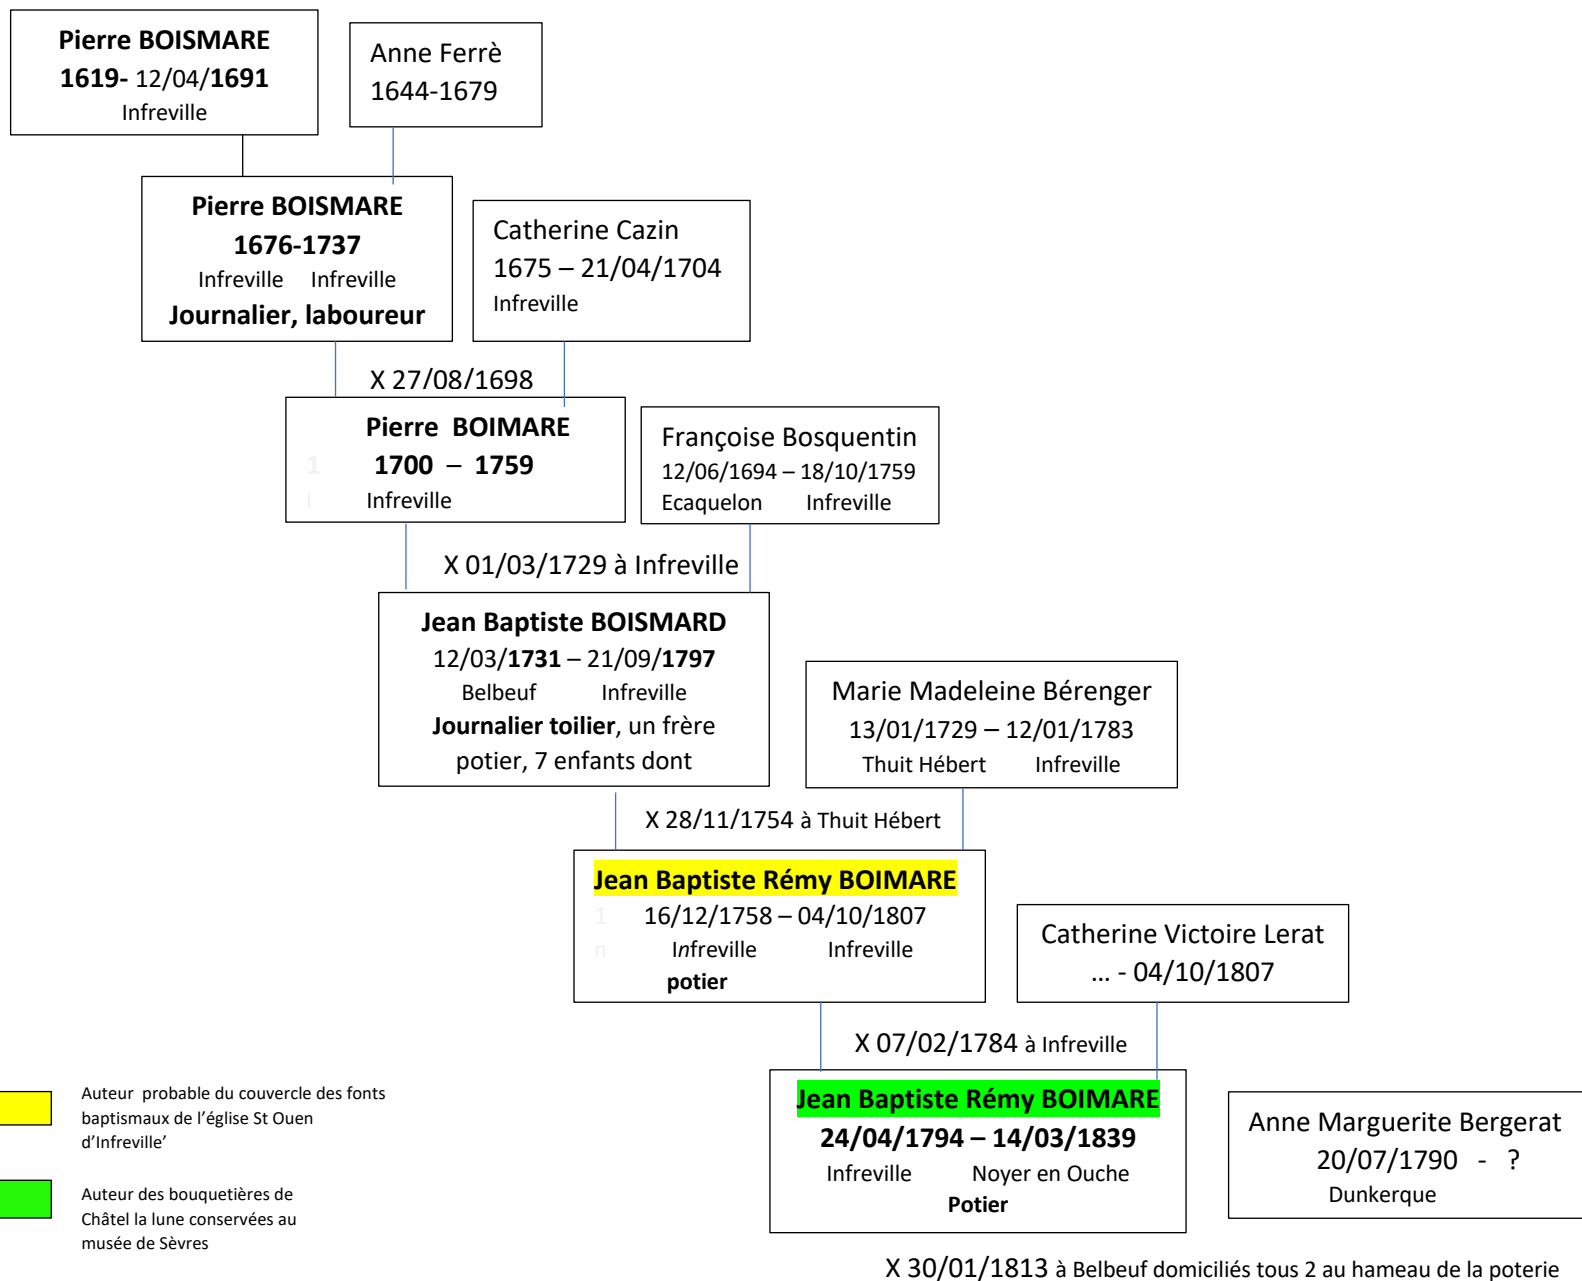 Pierre BOISMARE
1619- 12/04/1691
Infreville
Anne Ferrè
1644-1679
Pierre BOISMARE
1676-1737
Infreville Infreville
Journalier, laboureur
Catherine Cazin
1675 – 21/04/1704
Infreville
X 27/08/1698
Pierre BOIMARE
1 1700 – 1759
I Infreville
Françoise Bosquentin
12/06/1694 – 18/10/1759
Ecaquelon Infreville
X 01/03/1729 à Infreville
Jean Baptiste BOISMARD
12/03/1731 – 21/09/1797
Belbeuf Infreville
Journalier toilier, un frère
potier, 7 enfants dont
Marie Madeleine Bérenger
13/01/1729 – 12/01/1783
Thuit Hébert Infreville
X 28/11/1754 à Thuit Hébert
Jean Baptiste Rémy BOIMARE
1 16/12/1758 – 04/10/1807
n Infreville Infreville
potier
Catherine Victoire Lerat
... - 04/10/1807
X 07/02/1784 à Infreville
Jean Baptiste Rémy BOIMARE
24/04/1794 – 14/03/1839
Infreville Noyer en Ouche
Potier
Anne Marguerite Bergerat
20/07/1790 - ?
Dunkerque
X 30/01/1813 à Belbeuf domiciliés tous 2 au hameau de la poterie
Auteur probable du couvercle des fonts
baptismaux de l'église St Ouen
d'Infreville'
Auteur des bouquetières de
Châtel la lune conservées au
musée de Sèvres